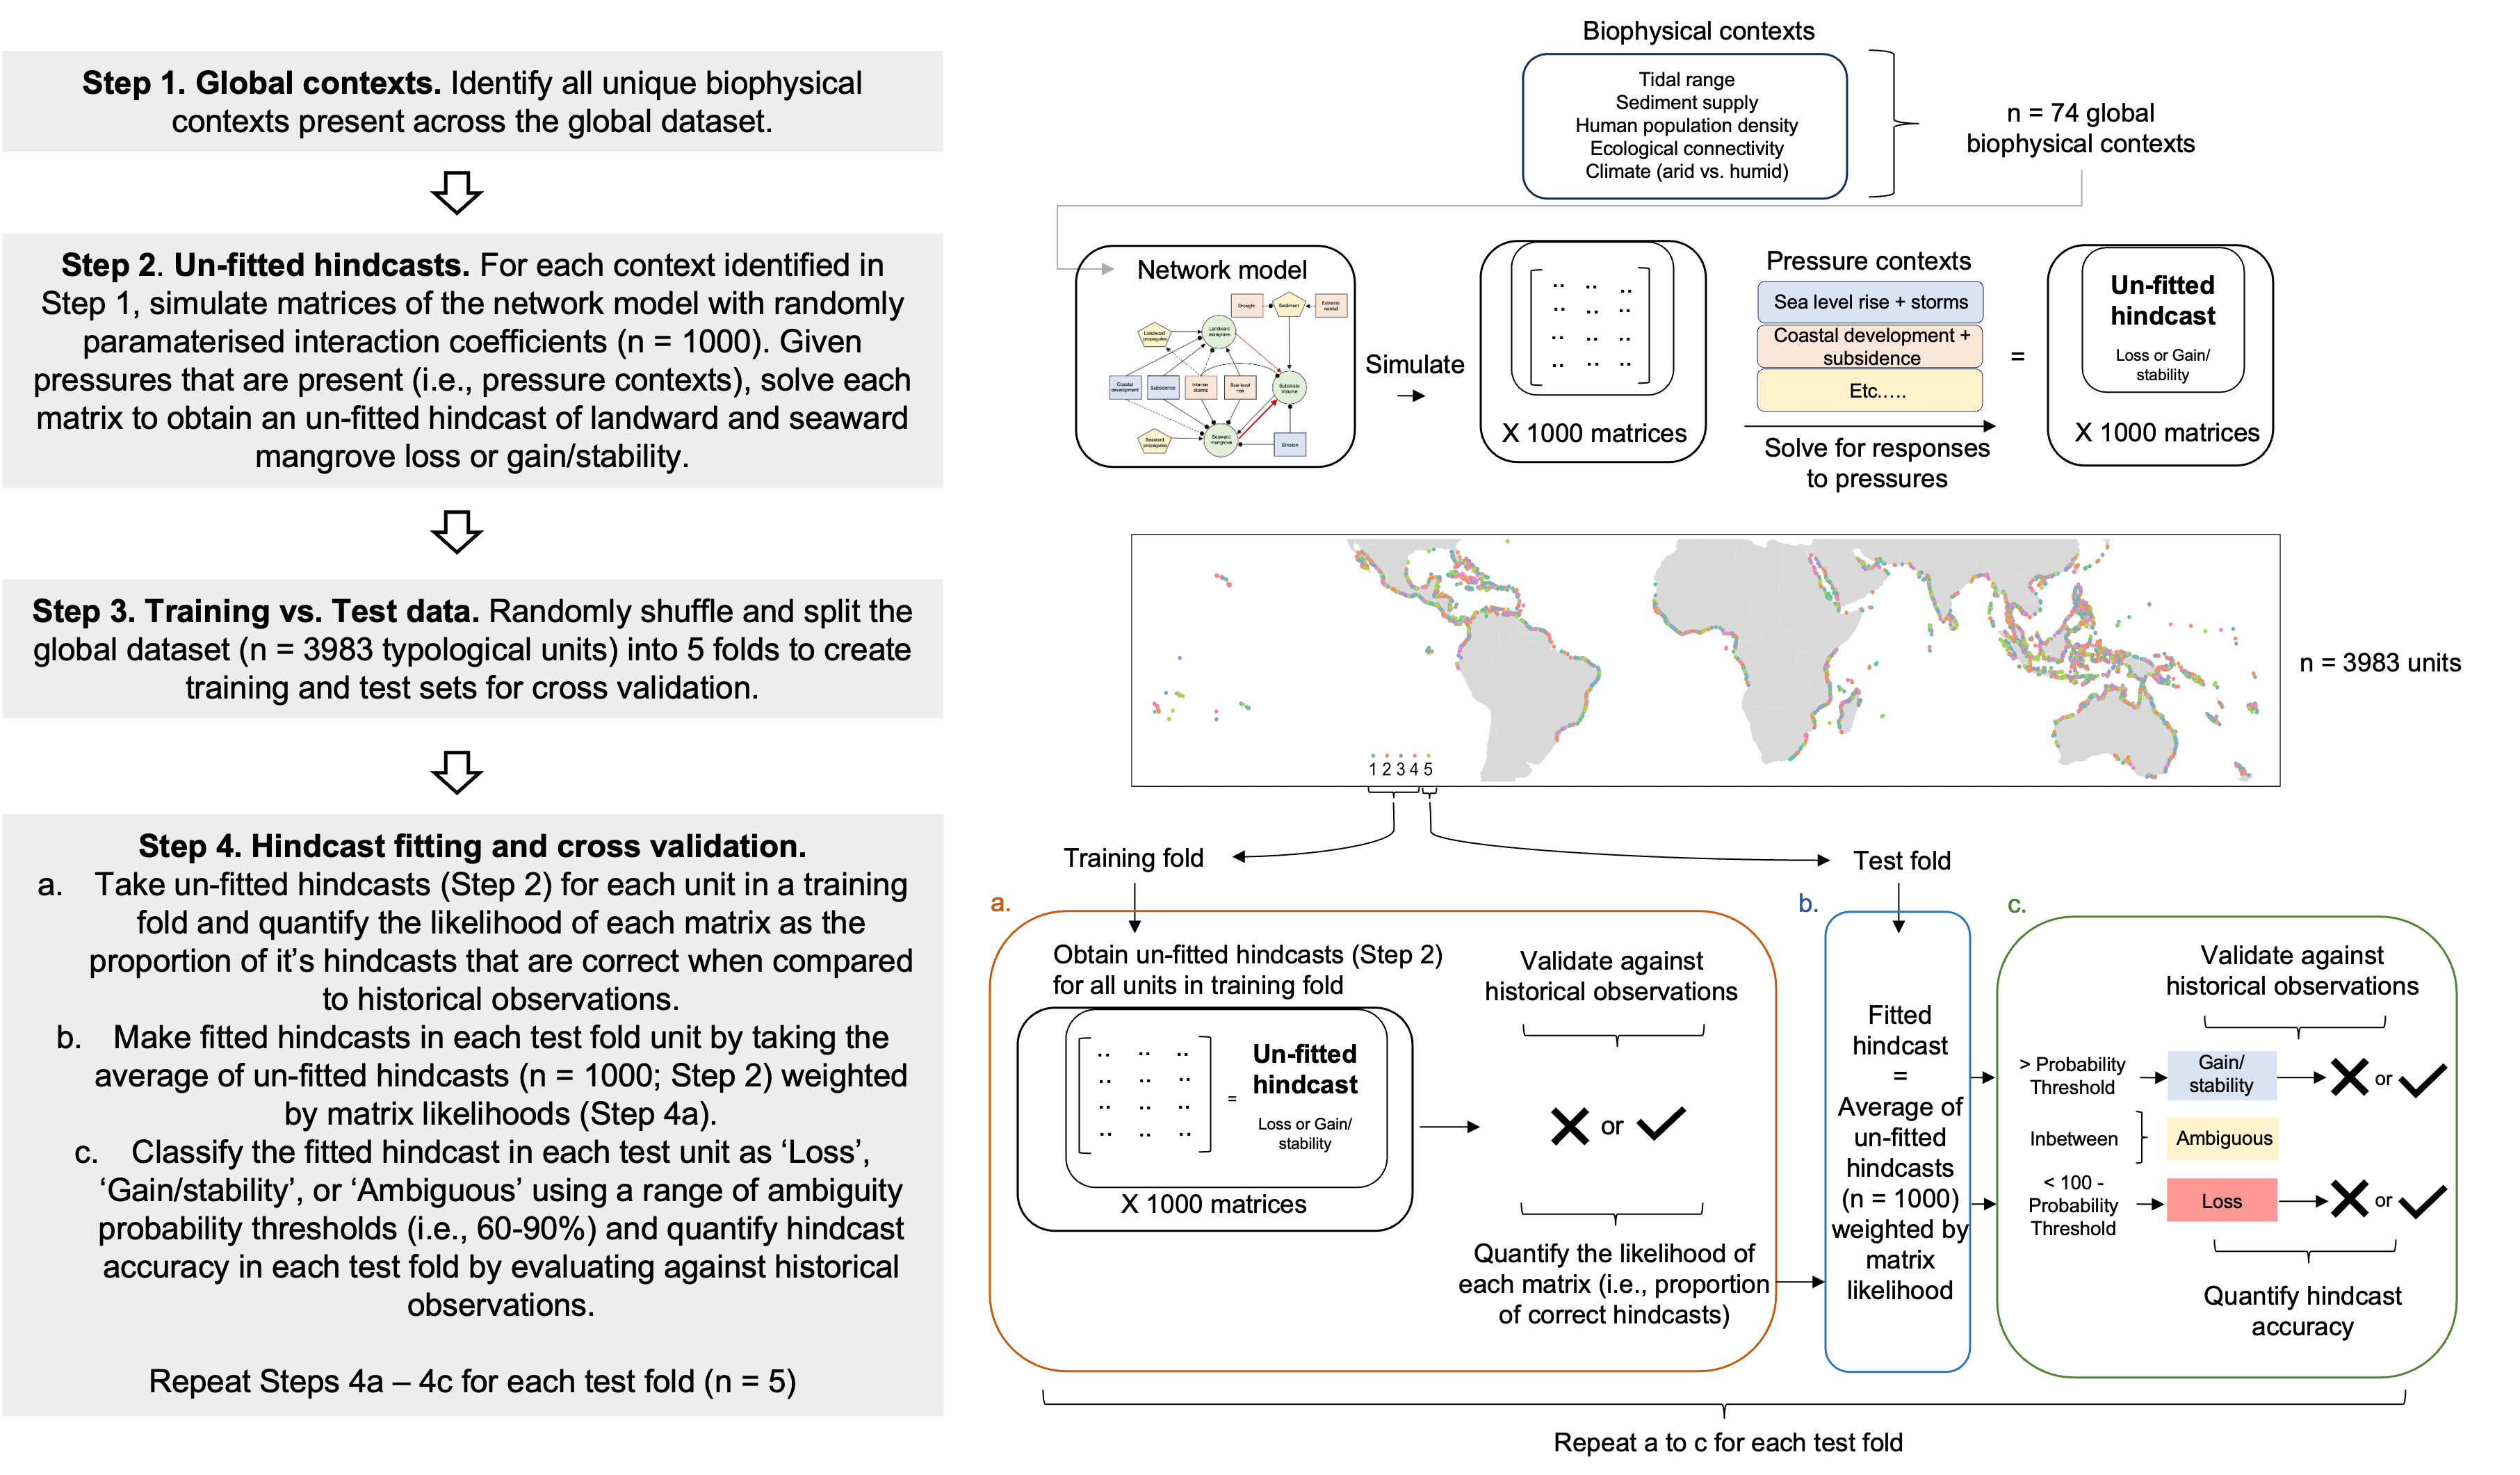 Step 1. Global contexts. Identify all unique biophysical
contexts present across the global dataset.
Step 2. Un-fitted hindcasts. For each context identified in
Step 1, simulate matrices of the network model with randomly
paramaterised interaction coefficients (n = 1000). Given
pressures that are present (i.e., pressure contexts), solve each
matrix to obtain an un-fitted hindcast of landward and seaward
mangrove loss or gain/stability.
Step 3. Training vs. Test data. Randomly shuffle and split the
global dataset (n = 3983 typological units) into 5 folds to create
training and test sets for cross validation.
Step 4. Hindcast fitting and cross validation.
a. Take un-fitted hindcasts (Step 2) for each unit in a training
fold and quantify the likelihood of each matrix as the
proportion of it's hindcasts that are correct when compared
to historical observations.
b. Make fitted hindcasts in each test fold unit by taking the
average of un-fitted hindcasts (n = 1000; Step 2) weighted
by matrix likelihoods (Step 4a).
c. Classify the fitted hindcast in each test unit as ‘Loss’,
‘Gain/stability’, or ‘Ambiguous’ using a range of ambiguity
probability thresholds (i.e., 60-90%) and quantify hindcast
accuracy in each test fold by evaluating against historical
observations.
Repeat Steps 4a – 4c for each test fold (n = 5)
Biophysical contexts
Tidal range
Sediment supply
Human population density
Ecological connectivity
Climate (arid vs. humid)
n = 74 global
biophysical contexts
Network model
Drought
Sediment
Extreme
rainfall
Landward
propagules
Landward
mangrove
Coastal
development
Subsidence
Intense
storms
Sea-level
rise
Substrate
Volume
Seaward
propagules
Seaward
mangrove
Erosion
Simulate
X 1000 matrices
Pressure contexts
Sea level rise + storms
Coastal development +
subsidence
Etc.....
Solve for responses
to pressures
=
Un-fitted
hindcast
Loss or Gain/
stability
X 1000 matrices
n = 3983 units
1 2 3 4 5
Training fold
Test fold
a.
Obtain un-fitted hindcasts (Step 2)
for all units in training fold
=
Un-fitted
hindcast
Loss or Gain/
stability
X 1000 matrices
Validate against
historical observations
or
Quantify the likelihood of
each matrix (i.e., proportion
of correct hindcasts)
b.
Fitted
hindcast
=
Average of
un-fitted
hindcasts
(n = 1000)
weighted by
matrix
likelihood
c.
Validate against
historical observations
> Probability
Threshold
Gain/
stability
or
Inbetween
Ambiguous
< 100 -
Probability
Threshold
Loss
or
Quantify hindcast
accuracy
Repeat a to c for each test fold